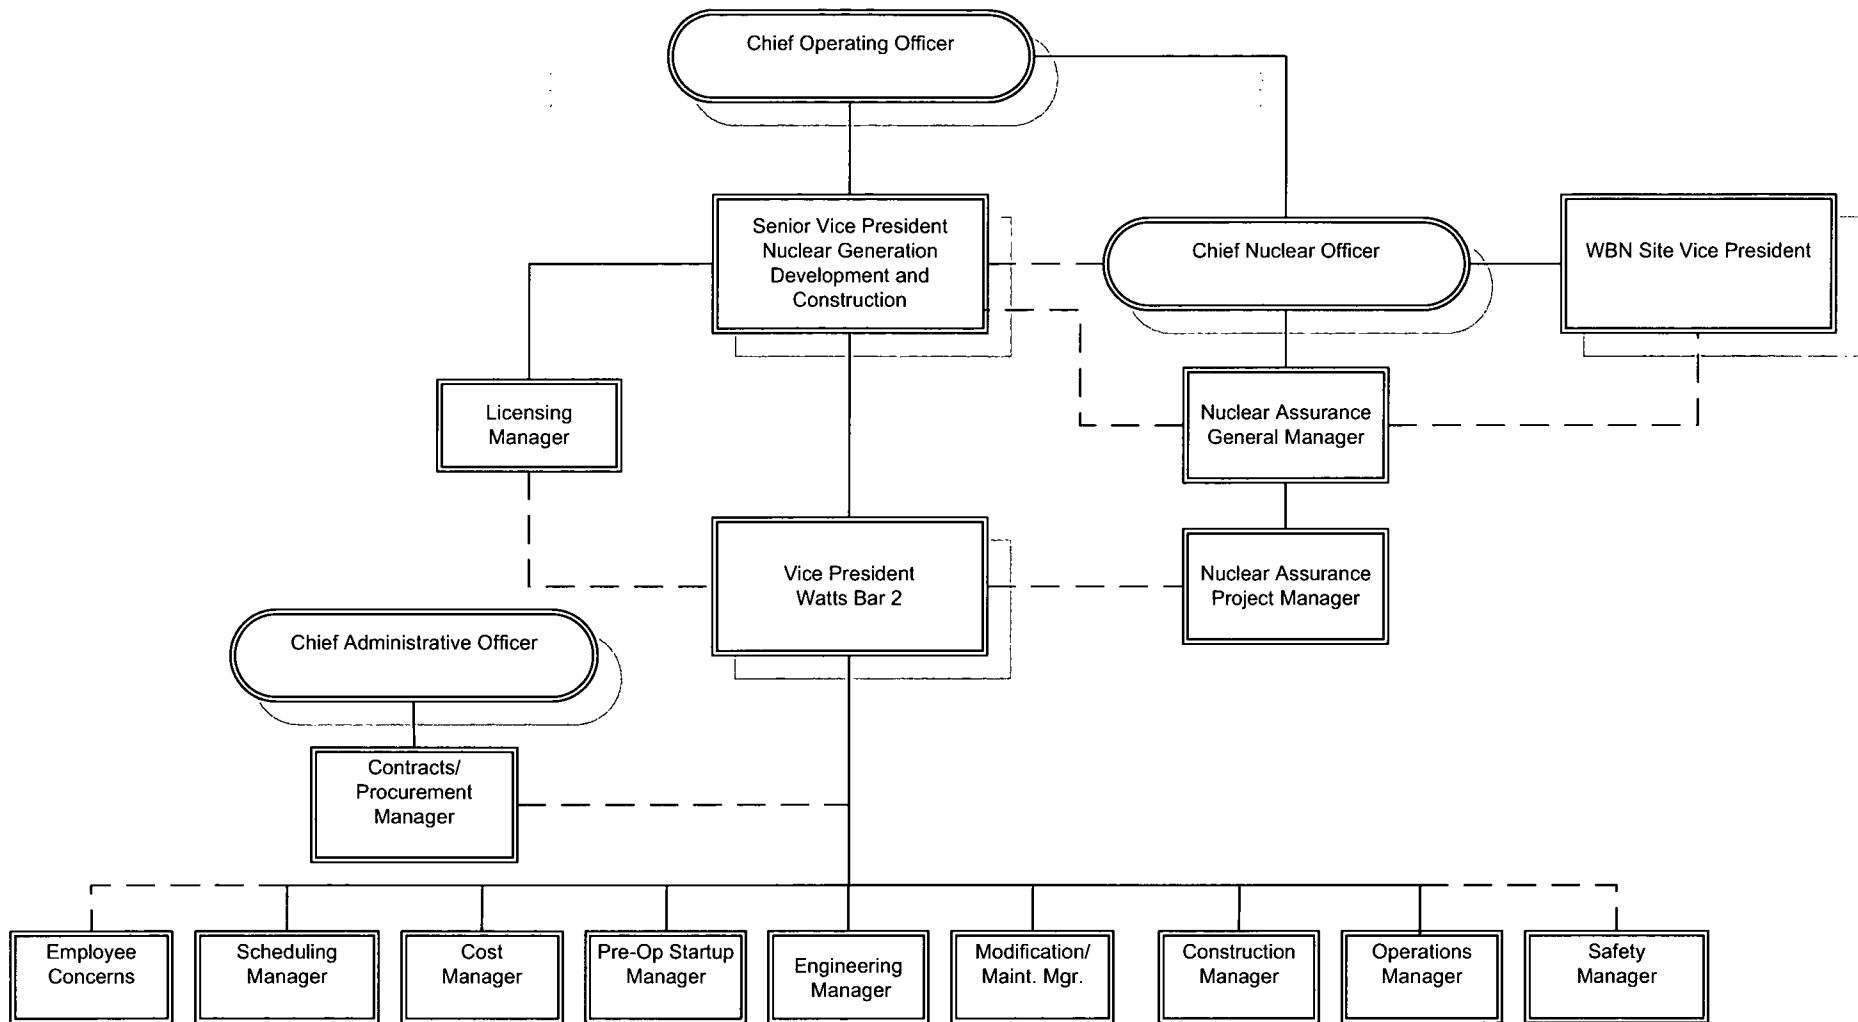 Chief Operating Officer
Senior Vice President
Nuclear Generation
Development and
Construction
Chief Nuclear Officer
WBN Site Vice President
Licensing
Manager
Nuclear Assurance
General Manager
Vice President
Watts Bar 2
Nuclear Assurance
Project Manager
Chief Administrative Officer
Contracts/
Procurement
Manager
Employee
Concerns
Scheduling
Manager
Cost
Manager
Pre-Op Startup
Manager
Engineering
Manager
Modification/
Maint. Mgr.
Construction
Manager
Operations
Manager
Safety
Manager